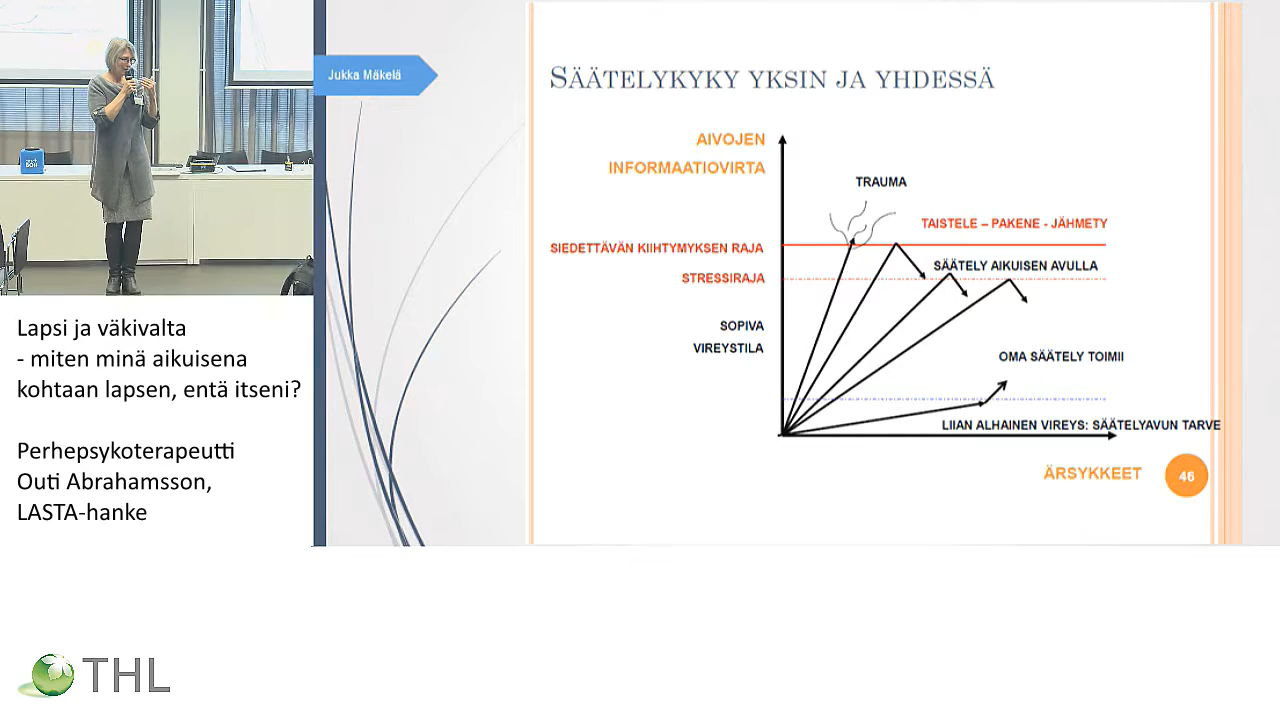 Jukka Mäkelä
SÄÄTELYKYKY YKSIN JA YHDESSÄ
AIVOJEN
INFORMAATIOVIRTA
TRAUMA
TAISTELE – PAKENE - JÄHMETY
SIEDETTÄVÄN KIIHTYMYKSEN RAJA
SÄÄTELY AIKUISEN AVULLA
STRESSIRAJA
SOPIVA
VIREYSTILA
OMA SÄÄTELY TOIMII
LIIAN ALHAINEN VIREYS: SÄÄTELYAVUN TARVE
ÄRSYKKEET
46
Lapsi ja väkivalta
- miten minä aikuisena
kohtaan lapsen, entä itseni?
Perhepsykoterapeutti
Outi Abrahamsson,
LASTA-hanke
THL